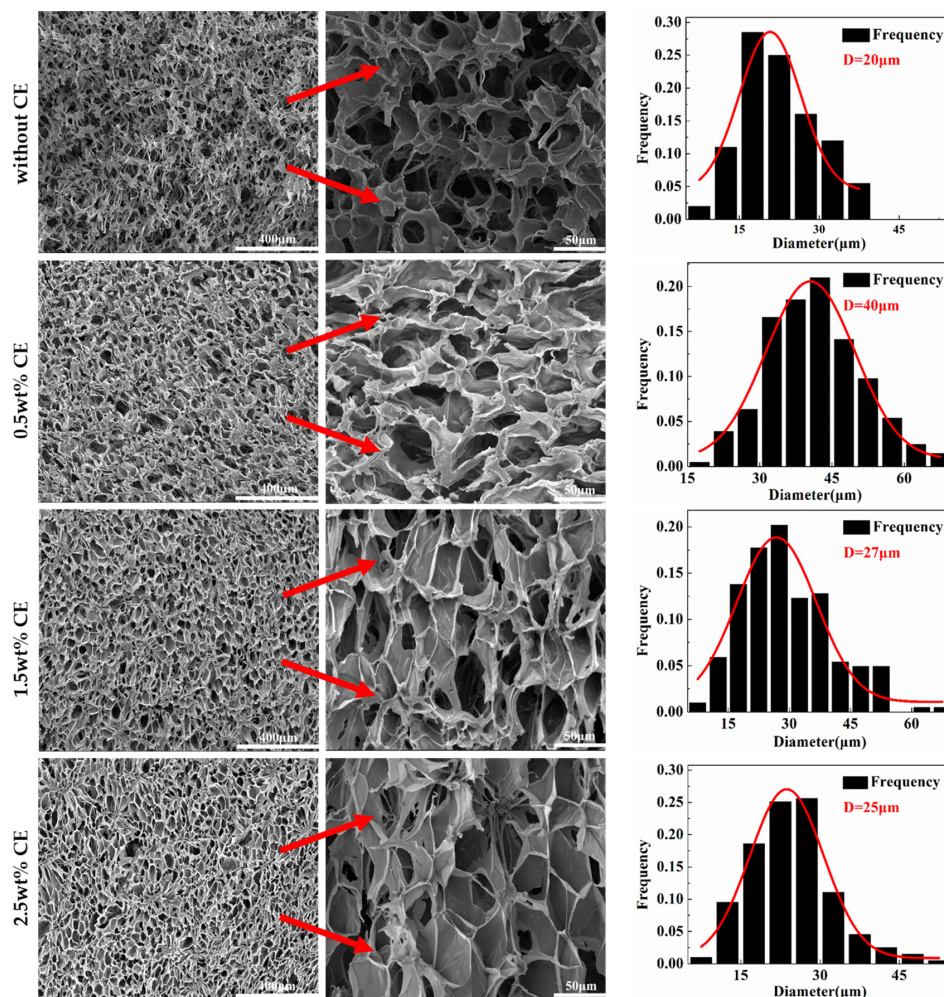 without CE
400μm
50μm
Frequency
0.30
0.25
0.20
0.15
0.10
0.05
0.00
Frequency
D=20μm
15 30 45
Diameter(μm)
0.5wt% CE
400μm
50μm
Frequency
0.20
0.15
0.10
0.05
0.00
Frequency
D=40μm
15 30 45 60
Diameter(μm)
1.5wt% CE
400μm
50μm
Frequency
0.20
0.15
0.10
0.05
0.00
Frequency
D=27μm
15 30 45 60
Diameter(μm)
2.5wt% CE
400μm
50μm
Frequency
0.30
0.25
0.20
0.15
0.10
0.05
0.00
Frequency
D=25μm
15 30 45
Diameter(μm)